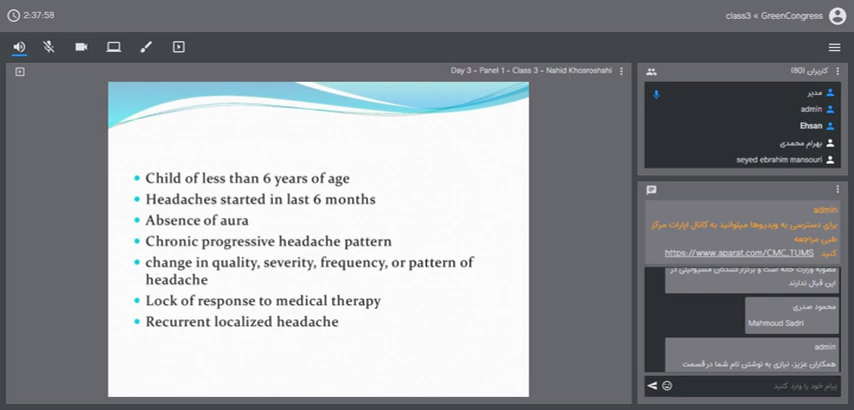 2:37:58
class3 < GreenCongress
Day 3 - Panel 1 - Class 3 - Nahid Khosroshahi
Child of less than 6 years of age
Headaches started in last 6 months
Absence of aura
Chronic progressive headache pattern
change in quality, severity, frequency, or pattern of
headache
Lack of response to medical therapy
Recurrent localized headache
کاربران (80)
مدیر
admin
Ehsan
بهرام محمدی
seyed ebrahim mansouri
admin
برای دسترسی به ویدیوها میتوانید به کانال اپارات مرکز
طبی مراجعه
کنید https://www.aparat.com/CMC_TUMS
مصوبه وزارت خانه است و برگزار کنندگان مسیولیتی در
این قبال ندارند
محمود صدری
Mahmoud Sadri
admin
همکاران عزیز، نیازی به نوشتن نام شما در قسمت
پیام خود را وارد کنید